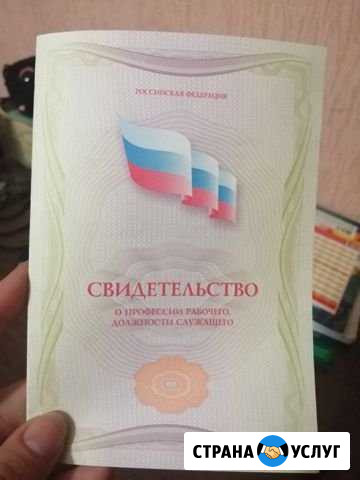 РОССИЙСКАЯ ФЕДЕРАЦИЯ
СВИДЕТЕЛЬСТВО
О ПРОФЕССИИ РАБОЧЕГО,
ДОЛЖНОСТИ СЛУЖАЩЕГО
СТРАНА УСЛУГ